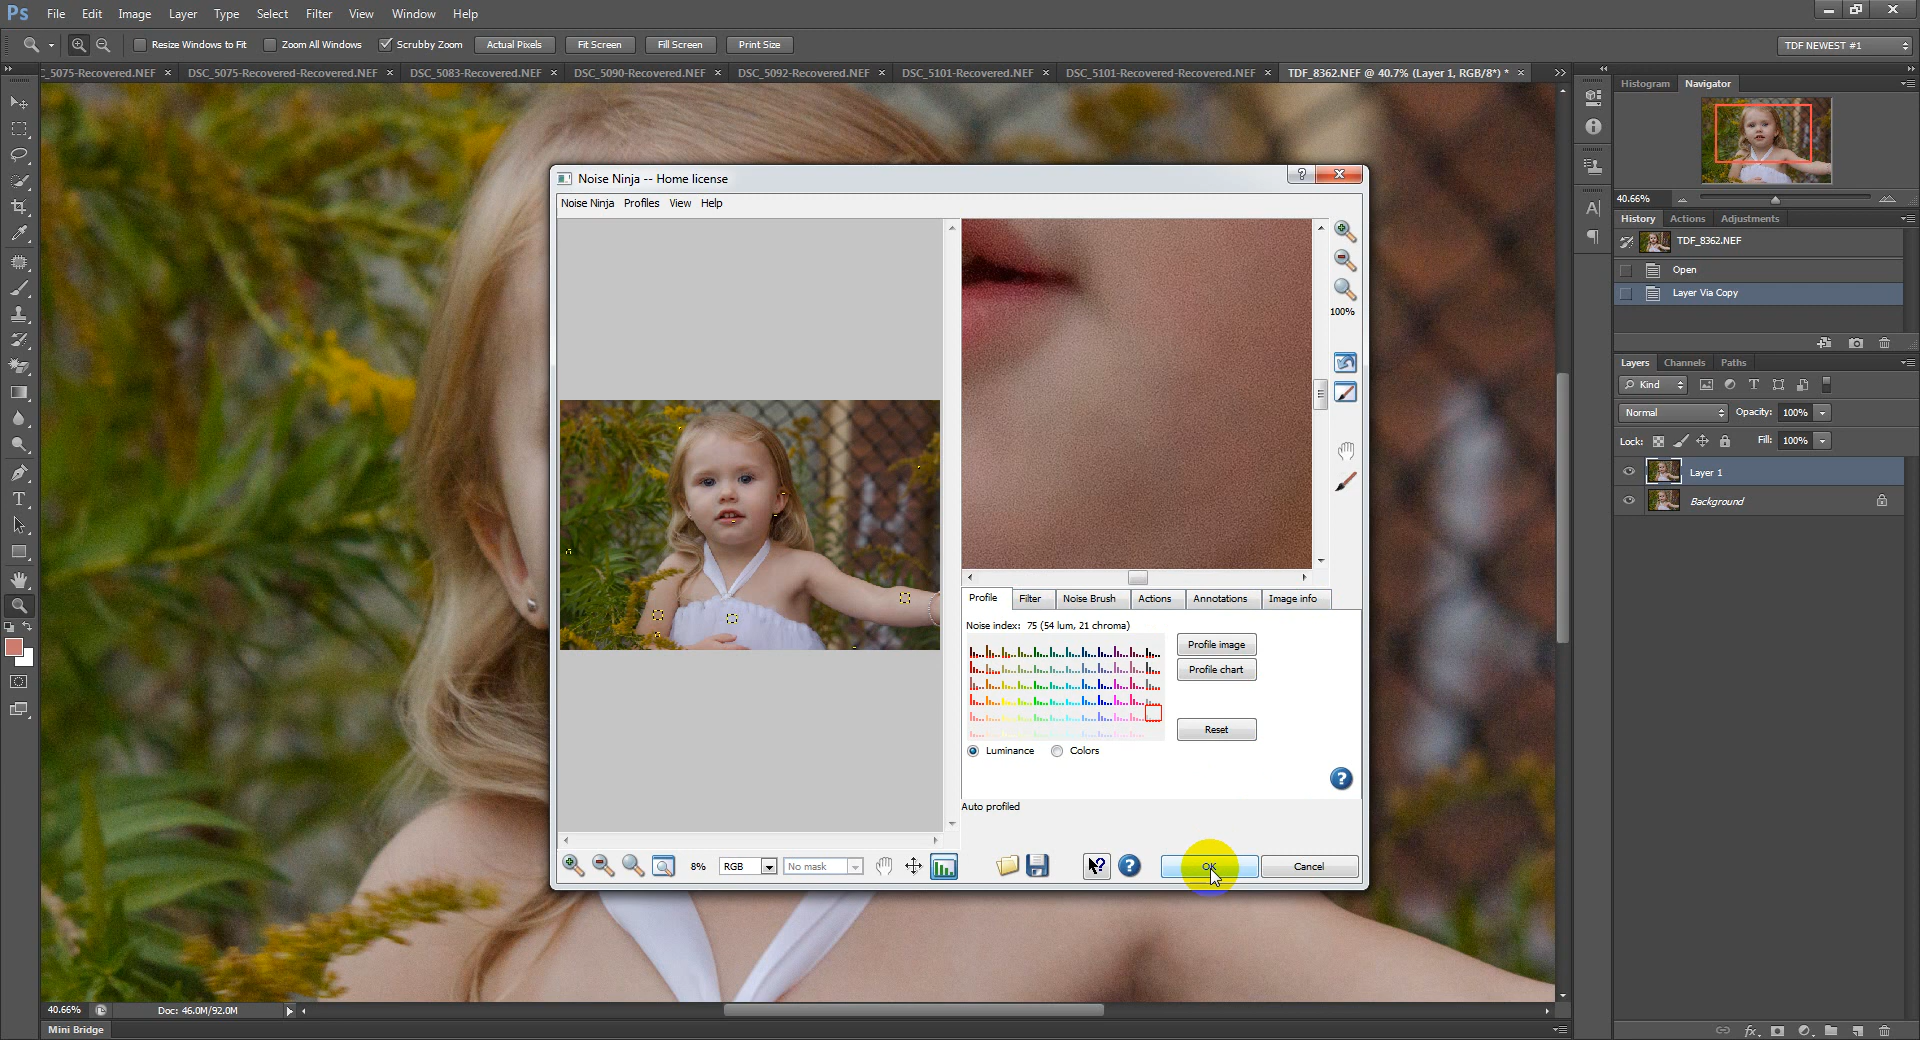 Ps File Edit Image Layer Type Select Filter View Window Help
Resize Windows to Fit Zoom All Windows Scrubby Zoom Actual Pixels Fit Screen Fill Screen Print Size TDF NEWEST #1
C_5075-Recovered.NEF × DSC_5075-Recovered-Recovered.NEF × DSC_5083-Recovered.NEF × DSC_5090-Recovered.NEF × DSC_5092-Recovered.NEF × DSC_5101-Recovered.NEF × DSC_5101-Recovered-Recovered.NEF × TDF_8362.NEF @ 40.7% (Layer 1, RGB/8*) * ×
Histogram Navigator
40.66%
History Actions Adjustments
TDF_8362.NEF
Open
Layer Via Copy
Layers Channels Paths
Kind
Normal Opacity: 100%
Lock: Fill: 100%
Layer 1
Background
Noise Ninja -- Home license
Noise Ninja Profiles View Help
100%
Profile Filter Noise Brush Actions Annotations Image info
Noise index: 75 (54 lum, 21 chroma)
Profile image
Profile chart
Reset
Luminance Colors
Auto profiled
8% RGB No mask OK Cancel
40.66% Doc: 46.0M/92.0M
Mini Bridge